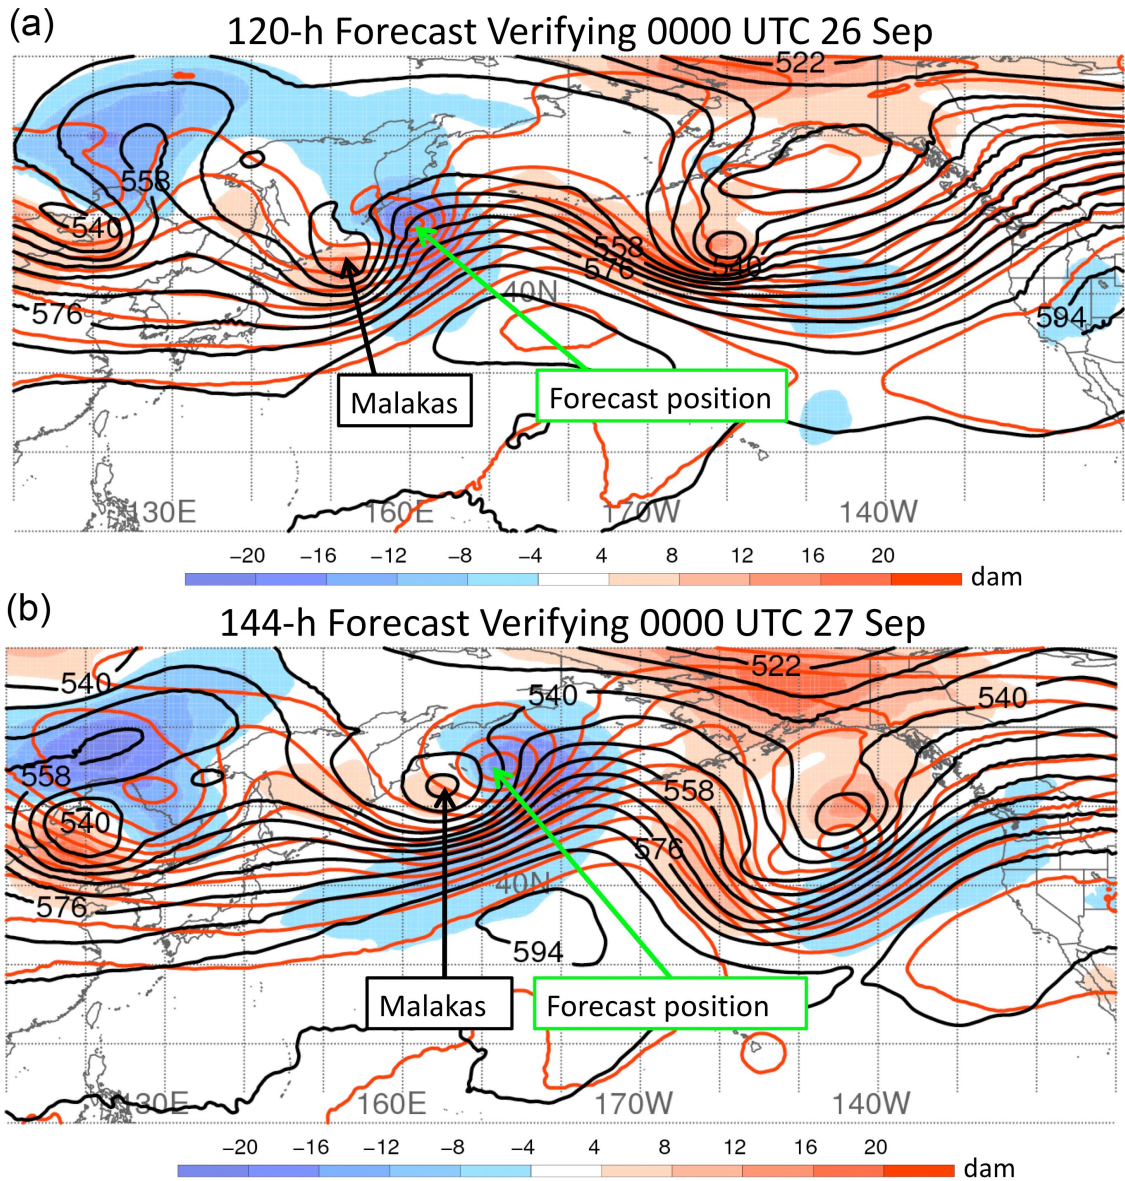 (a)
120-h Forecast Verifying 0000 UTC 26 Sep
522
558
540
558
576
540
40N
576
594
Malakas
Forecast position
130E
160E
170W
140W
−20 −16 −12 −8 −4 4 8 12 16 20
dam
(b)
144-h Forecast Verifying 0000 UTC 27 Sep
522
540
540
540
558
558
540
576
40N
576
594
Malakas
Forecast position
130E
160E
170W
140W
−20 −16 −12 −8 −4 4 8 12 16 20
dam